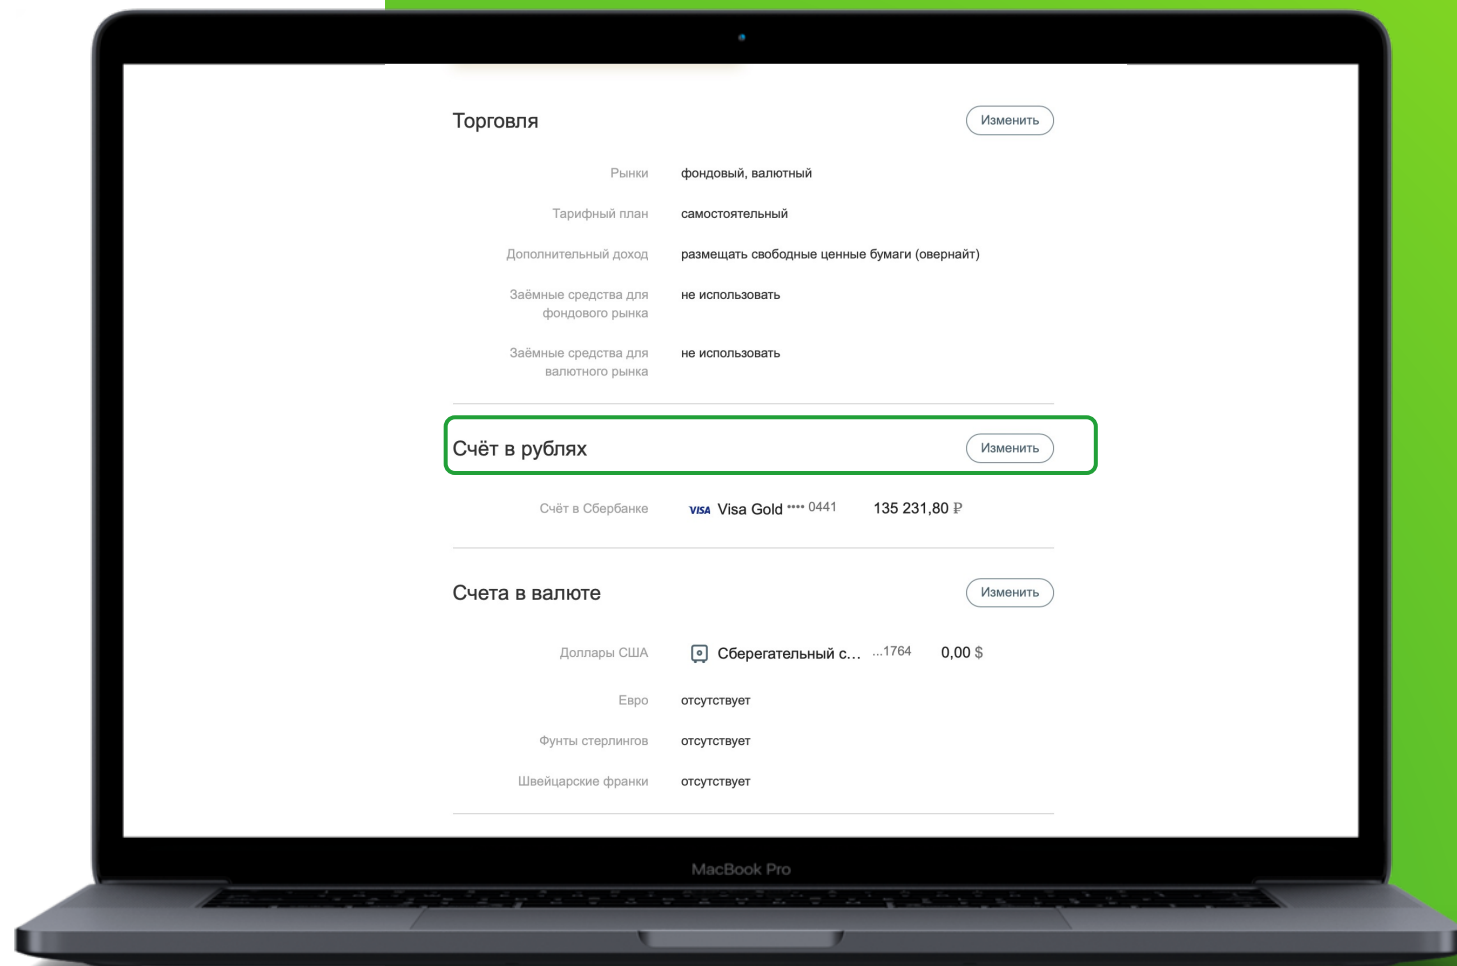 Торговля
Изменить
Рынки
фондовый, валютный
Тарифный план
самостоятельный
Дополнительный доход
размещать свободные ценные бумаги (овернайт)
Заёмные средства для
фондового рынка
не использовать
Заёмные средства для
валютного рынка
не использовать
Счёт в рублях
Изменить
Счёт в Сбербанке
VISA Visa Gold •••• 0441
135 231,80 ₽
Счета в валюте
Изменить
Доллары США
Сберегательный с... ...1764
0,00 $
Евро
отсутствует
Фунты стерлингов
отсутствует
Швейцарские франки
отсутствует
MacBook Pro